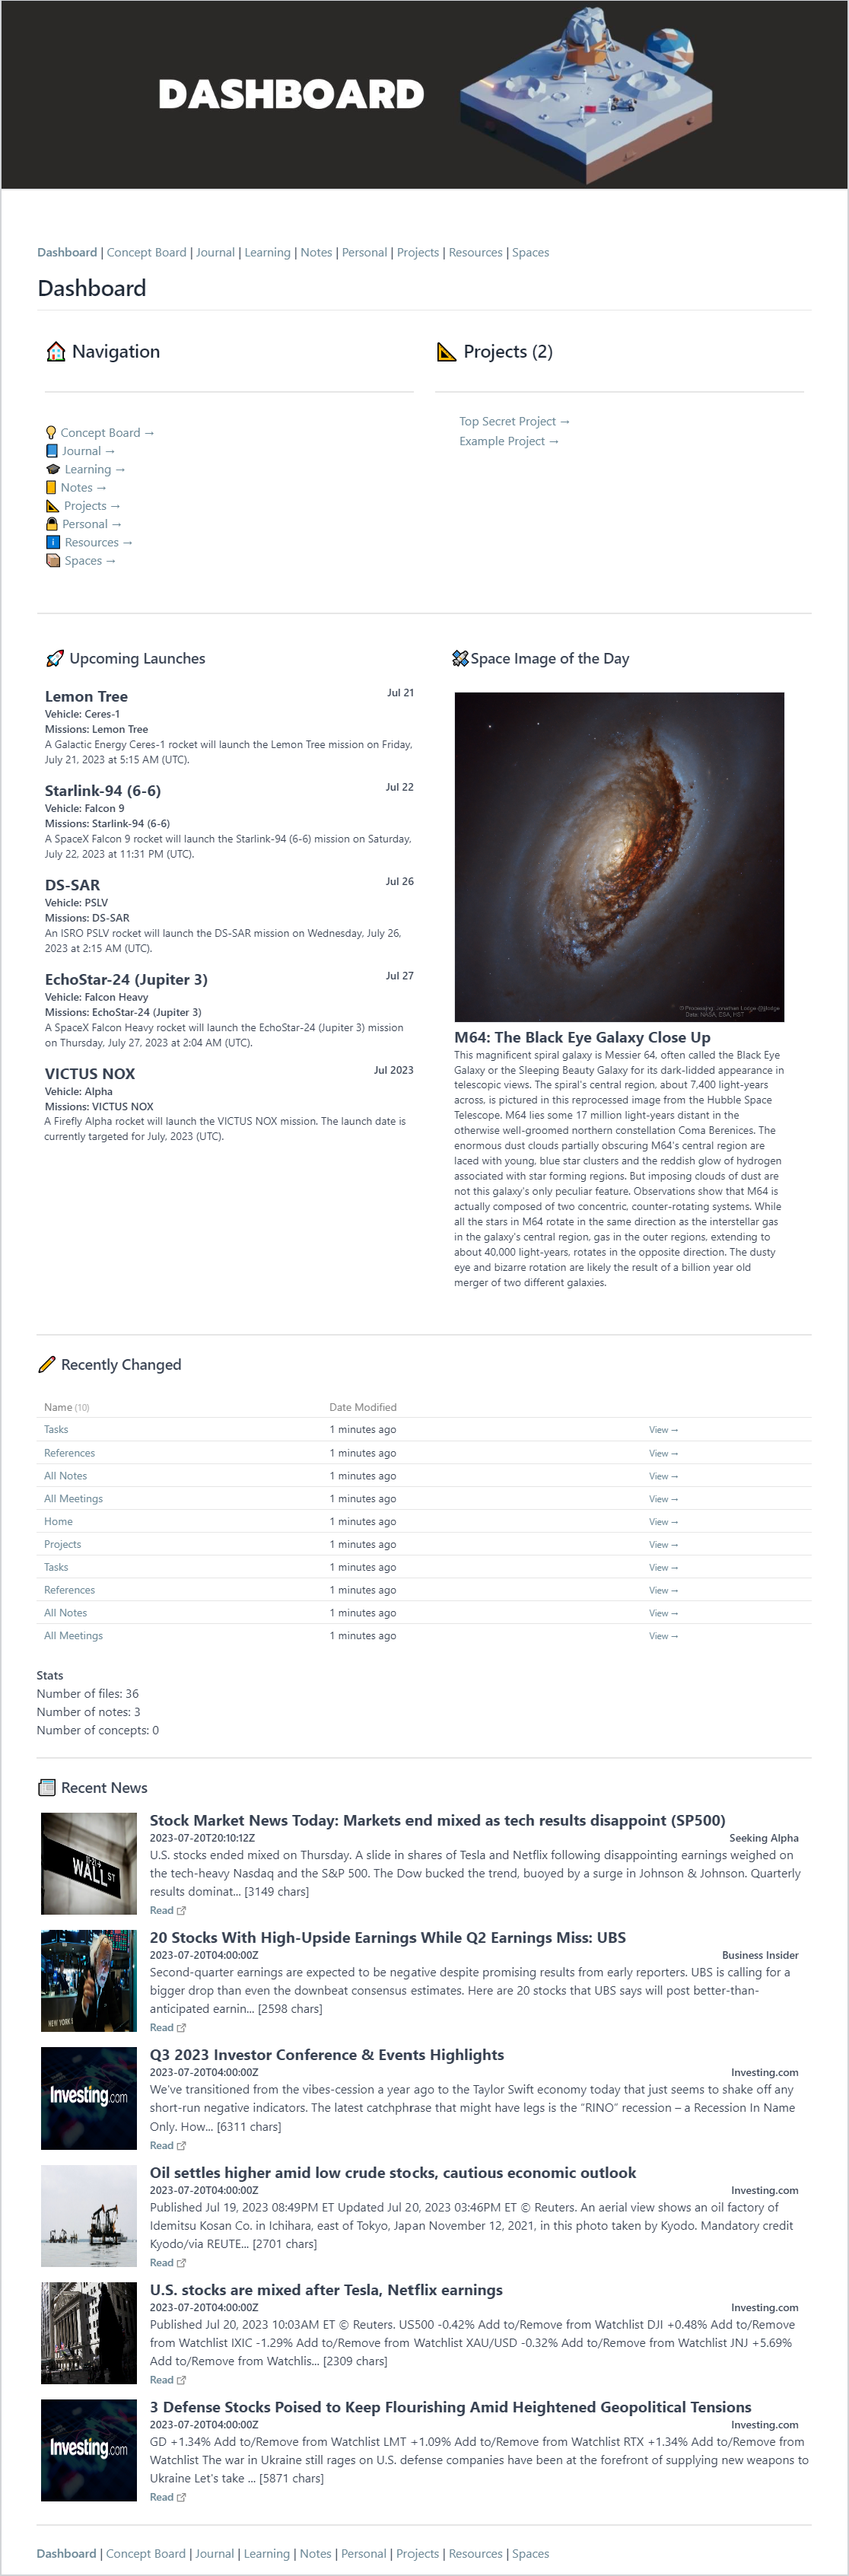 DASHBOARD
Dashboard | Concept Board | Journal | Learning | Notes | Personal | Projects | Resources | Spaces
Dashboard
Navigation
Concept Board →
Journal →
Learning →
Notes →
Projects →
Personal →
Resources →
Spaces →
Projects (2)
Top Secret Project →
Example Project →
Upcoming Launches
Lemon Tree Jul 21
Vehicle: Ceres-1
Missions: Lemon Tree
A Galactic Energy Ceres-1 rocket will launch the Lemon Tree mission on Friday,
July 21, 2023 at 5:15 AM (UTC).
Starlink-94 (6-6) Jul 22
Vehicle: Falcon 9
Missions: Starlink-94 (6-6)
A SpaceX Falcon 9 rocket will launch the Starlink-94 (6-6) mission on Saturday,
July 22, 2023 at 11:31 PM (UTC).
DS-SAR Jul 26
Vehicle: PSLV
Missions: DS-SAR
An ISRO PSLV rocket will launch the DS-SAR mission on Wednesday, July 26,
2023 at 2:15 AM (UTC).
EchoStar-24 (Jupiter 3) Jul 27
Vehicle: Falcon Heavy
Missions: EchoStar-24 (Jupiter 3)
A SpaceX Falcon Heavy rocket will launch the EchoStar-24 (Jupiter 3) mission
on Thursday, July 27, 2023 at 2:04 AM (UTC).
VICTUS NOX Jul 2023
Vehicle: Alpha
Missions: VICTUS NOX
A Firefly Alpha rocket will launch the VICTUS NOX mission. The launch date is
currently targeted for July, 2023 (UTC).
Space Image of the Day
© Processing: Jonathan Lodge @jjlodge
Data: NASA, ESA, HST
M64: The Black Eye Galaxy Close Up
This magnificent spiral galaxy is Messier 64, often called the Black Eye
Galaxy or the Sleeping Beauty Galaxy for its dark-lidded appearance in
telescopic views. The spiral's central region, about 7,400 light-years
across, is pictured in this reprocessed image from the Hubble Space
Telescope. M64 lies some 17 million light-years distant in the
otherwise well-groomed northern constellation Coma Berenices. The
enormous dust clouds partially obscuring M64's central region are
laced with young, blue star clusters and the reddish glow of hydrogen
associated with star forming regions. But imposing clouds of dust are
not this galaxy's only peculiar feature. Observations show that M64 is
actually composed of two concentric, counter-rotating systems. While
all the stars in M64 rotate in the same direction as the interstellar gas
in the galaxy's central region, gas in the outer regions, extending to
about 40,000 light-years, rotates in the opposite direction. The dusty
eye and bizarre rotation are likely the result of a billion year old
merger of two different galaxies.
Recently Changed
Name (10) Date Modified
Tasks 1 minutes ago View →
References 1 minutes ago View →
All Notes 1 minutes ago View →
All Meetings 1 minutes ago View →
Home 1 minutes ago View →
Projects 1 minutes ago View →
Tasks 1 minutes ago View →
References 1 minutes ago View →
All Notes 1 minutes ago View →
All Meetings 1 minutes ago View →
Stats
Number of files: 36
Number of notes: 3
Number of concepts: 0
Recent News
WALL ST
Stock Market News Today: Markets end mixed as tech results disappoint (SP500)
2023-07-20T20:10:12Z Seeking Alpha
U.S. stocks ended mixed on Thursday. A slide in shares of Tesla and Netflix following disappointing earnings weighed on
the tech-heavy Nasdaq and the S&P 500. The Dow bucked the trend, buoyed by a surge in Johnson & Johnson. Quarterly
results dominat... [3149 chars]
Read
NEW YORK S
20 Stocks With High-Upside Earnings While Q2 Earnings Miss: UBS
2023-07-20T04:00:00Z Business Insider
Second-quarter earnings are expected to be negative despite promising results from early reporters. UBS is calling for a
bigger drop than even the downbeat consensus estimates. Here are 20 stocks that UBS says will post better-than-
anticipated earnin... [2598 chars]
Read
Investing.com
Q3 2023 Investor Conference & Events Highlights
2023-07-20T04:00:00Z Investing.com
We've transitioned from the vibes-cession a year ago to the Taylor Swift economy today that just seems to shake off any
short-run negative indicators. The latest catchphrase that might have legs is the “RINO” recession – a Recession In Name
Only. How... [6311 chars]
Read
Oil settles higher amid low crude stocks, cautious economic outlook
2023-07-20T04:00:00Z Investing.com
Published Jul 19, 2023 08:49PM ET Updated Jul 20, 2023 03:46PM ET © Reuters. An aerial view shows an oil factory of
Idemitsu Kosan Co. in Ichihara, east of Tokyo, Japan November 12, 2021, in this photo taken by Kyodo. Mandatory credit
Kyodo/via REUTE... [2701 chars]
Read
U.S. stocks are mixed after Tesla, Netflix earnings
2023-07-20T04:00:00Z Investing.com
Published Jul 20, 2023 10:03AM ET © Reuters. US500 -0.42% Add to/Remove from Watchlist DJI +0.48% Add to/Remove
from Watchlist IXIC -1.29% Add to/Remove from Watchlist XAU/USD -0.32% Add to/Remove from Watchlist JNJ +5.69%
Add to/Remove from Watchlis... [2309 chars]
Read
Investing.com
3 Defense Stocks Poised to Keep Flourishing Amid Heightened Geopolitical Tensions
2023-07-20T04:00:00Z Investing.com
GD +1.34% Add to/Remove from Watchlist LMT +1.09% Add to/Remove from Watchlist RTX +1.34% Add to/Remove from
Watchlist The war in Ukraine still rages on U.S. defense companies have been at the forefront of supplying new weapons to
Ukraine Let's take ... [5871 chars]
Read
Dashboard | Concept Board | Journal | Learning | Notes | Personal | Projects | Resources | Spaces